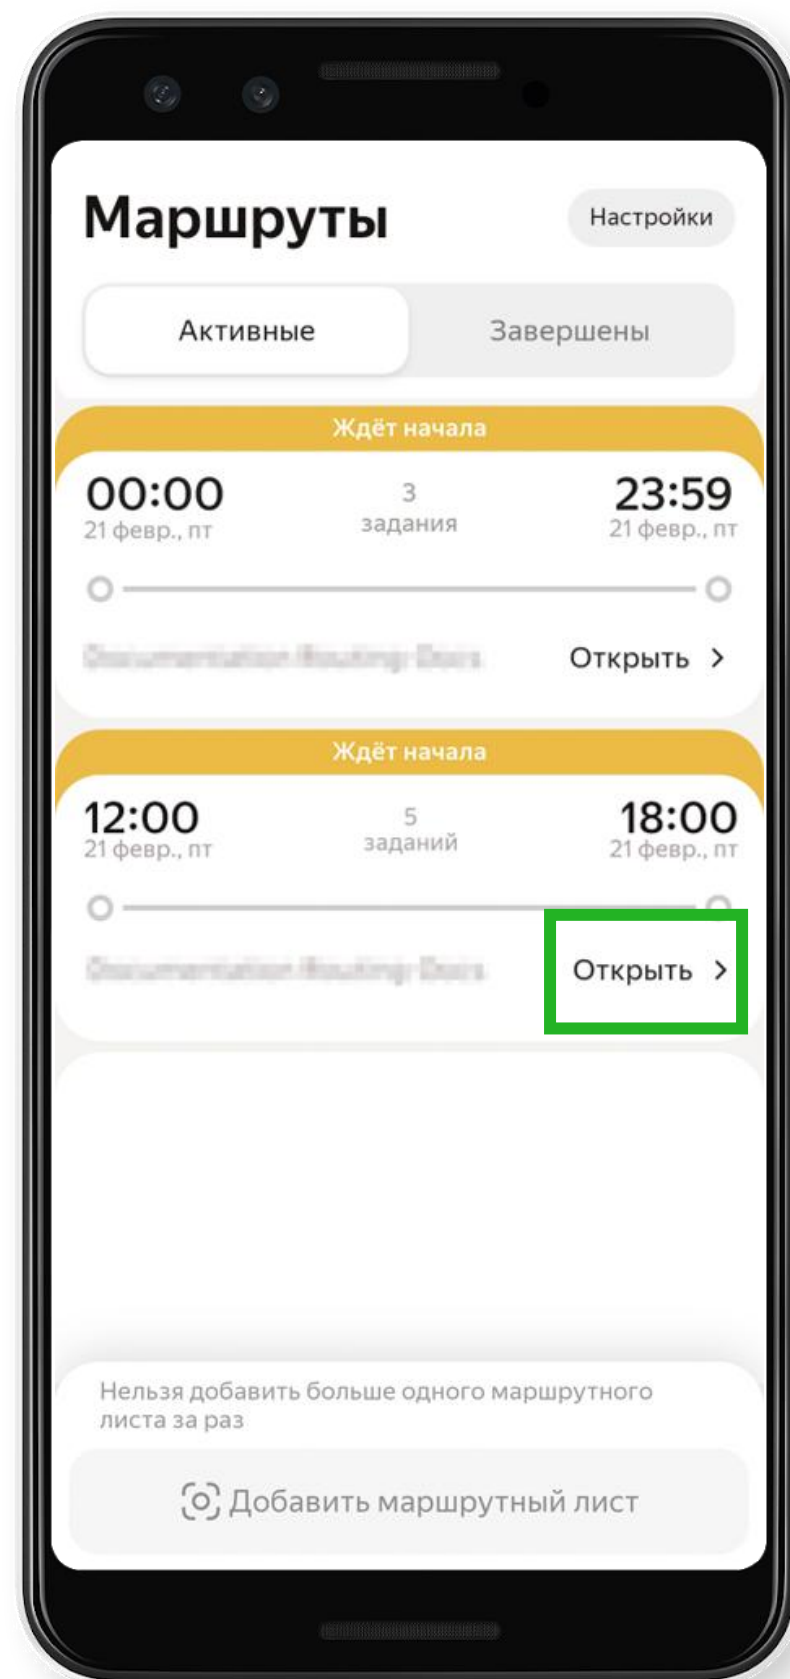 Маршруты
Настройки
Активные
Завершены
Ждёт начала
00:00
3
23:59
21 февр., пт
задания
21 февр., пт
Открыть
Ждёт начала
12:00
5
18:00
21 февр., пт
заданий
21 февр., пт
Открыть
Нельзя добавить больше одного маршрутного
листа за раз
Добавить маршрутный лист